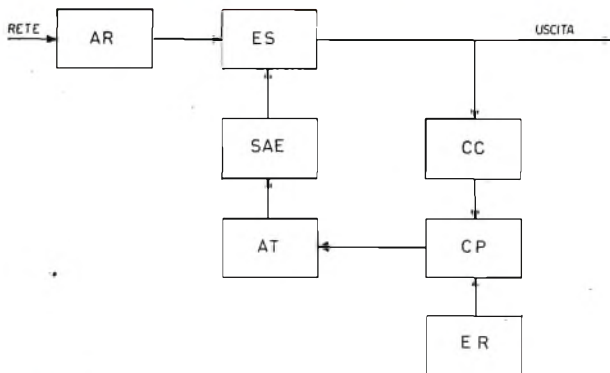 RETE
AR
ES
USCITA
SAE
CC
AT
CP
ER